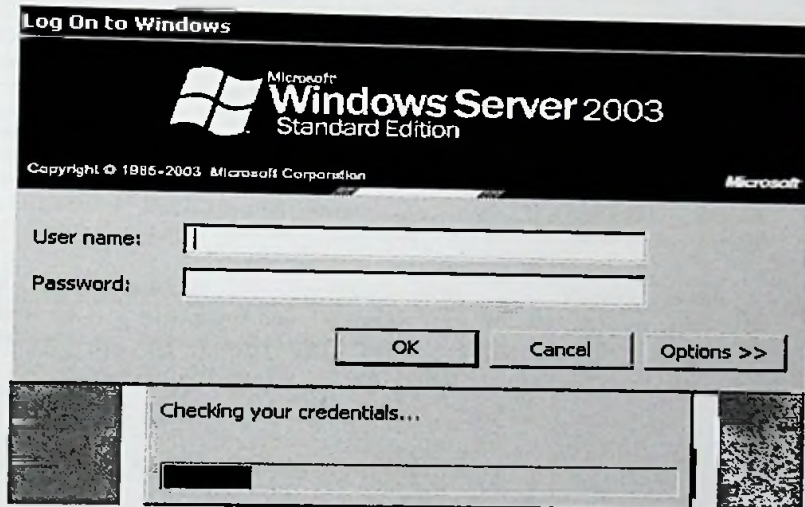 Log On to Windows
Microsoft
Windows Server 2003
Standard Edition
Copyright © 1985-2003 Microsoft Corporation
Microsoft
User name:
Password:
OK
Cancel
Options >>
Checking your credentials...